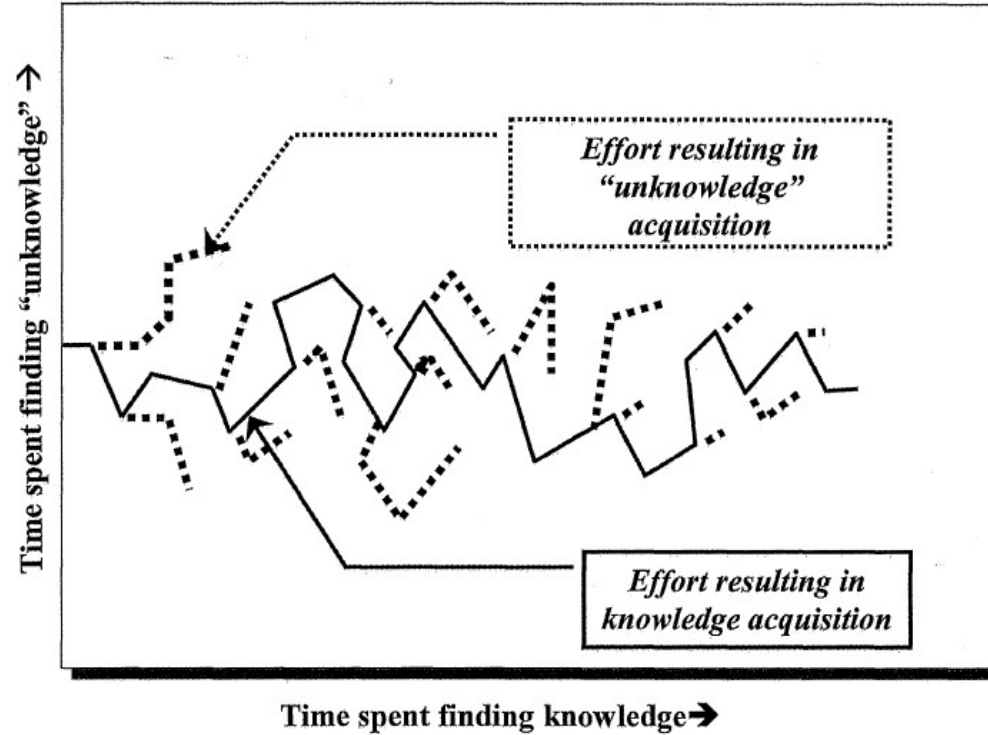 Time spent finding “unknowledge” →
Effort resulting in
“unknowledge”
acquisition
Effort resulting in
knowledge acquisition
Time spent finding knowledge→